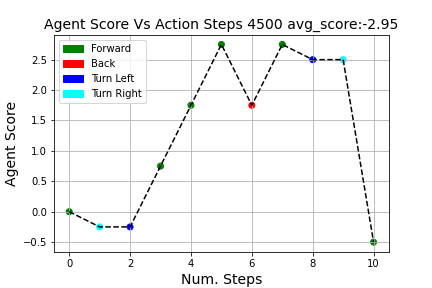 Agent Score Vs Action Steps 4500 avg_score:-2.95
Forward
Back
Turn Left
Turn Right
2.5
2.0
1.5
1.0
0.5
0.0
−0.5
Agent Score
0 2 4 6 8 10
Num. Steps